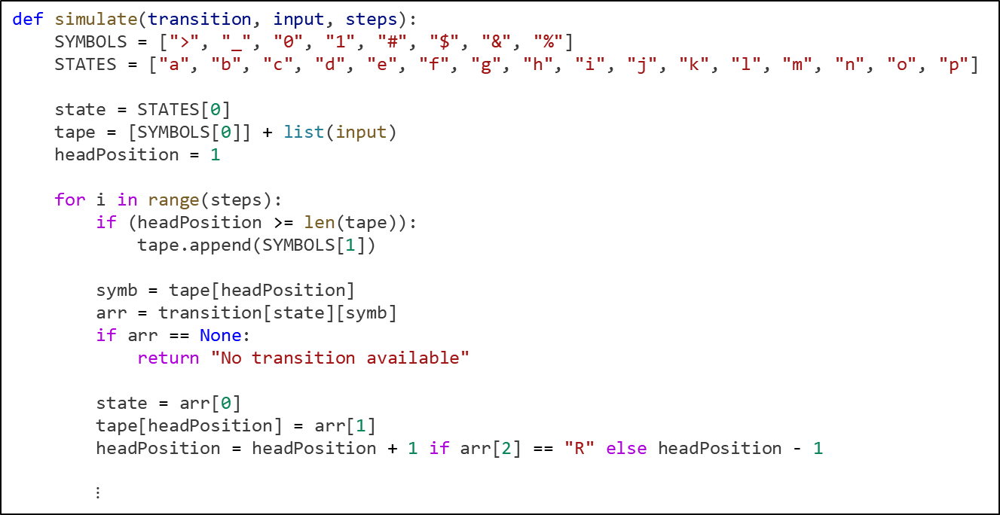 def simulate(transition, input, steps):
    SYMBOLS = [">", "_", "0", "1", "#", "$", "&", "%"]
    STATES = ["a", "b", "c", "d", "e", "f", "g", "h", "i", "j", "k", "l", "m", "n", "o", "p"]

    state = STATES[0]
    tape = [SYMBOLS[0]] + list(input)
    headPosition = 1

    for i in range(steps):
        if (headPosition >= len(tape)):
            tape.append(SYMBOLS[1])

        symb = tape[headPosition]
        arr = transition[state][symb]
        if arr == None:
            return "No transition available"

        state = arr[0]
        tape[headPosition] = arr[1]
        headPosition = headPosition + 1 if arr[2] == "R" else headPosition - 1

        ⋮